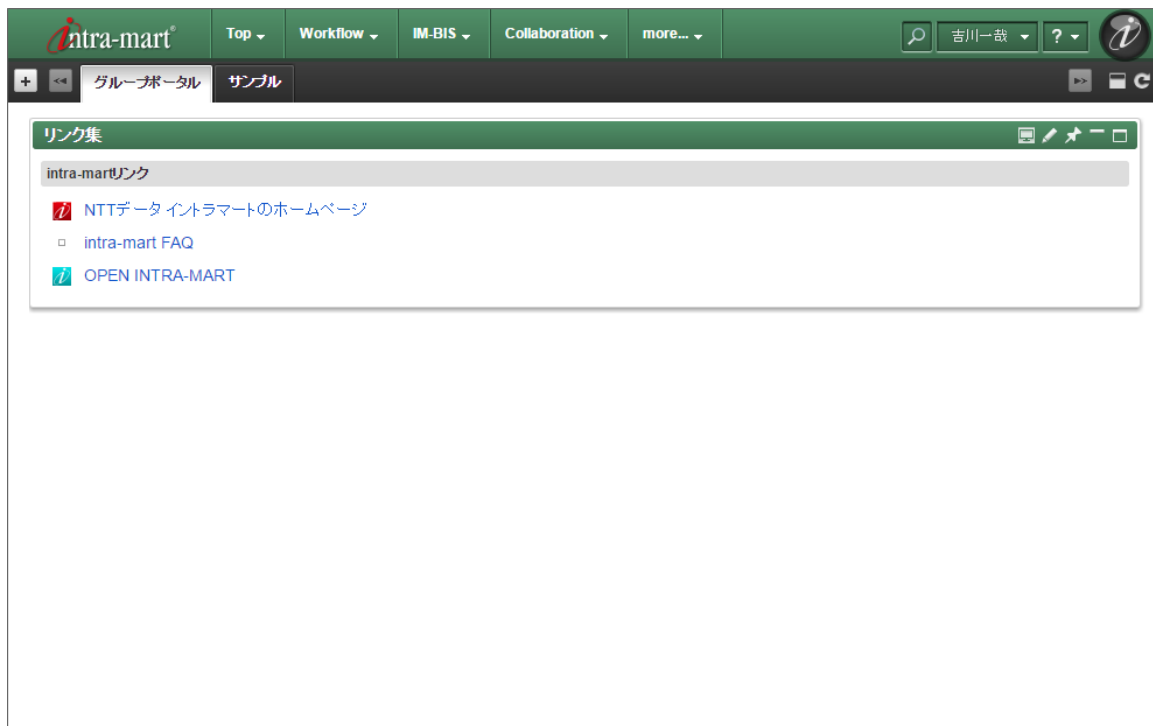 intra-mart®
Top
Workflow
IM-BIS
Collaboration
more...
吉川一哉
?
グループポータル
サンプル
リンク集
intra-martリンク
NTTデータ イントラマートのホームページ
intra-mart FAQ
OPEN INTRA-MART